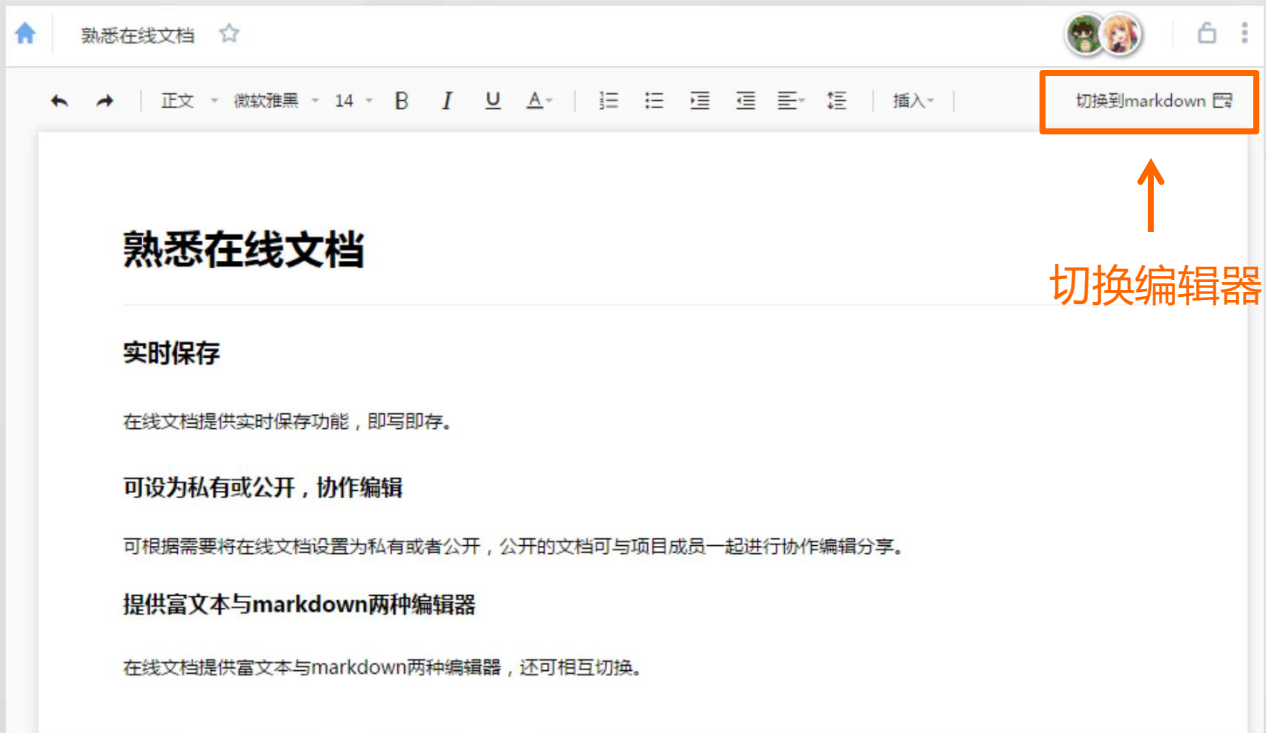 熟悉在线文档
正文 微软雅黑 14 B I U A 插入 切换到markdown
切换编辑器
熟悉在线文档
实时保存
在线文档提供实时保存功能，即写即存。
可设为私有或公开，协作编辑
可根据需要将在线文档设置为私有或者公开，公开的文档可与项目成员一起进行协作编辑分享。
提供富文本与markdown两种编辑器
在线文档提供富文本与markdown两种编辑器，还可相互切换。